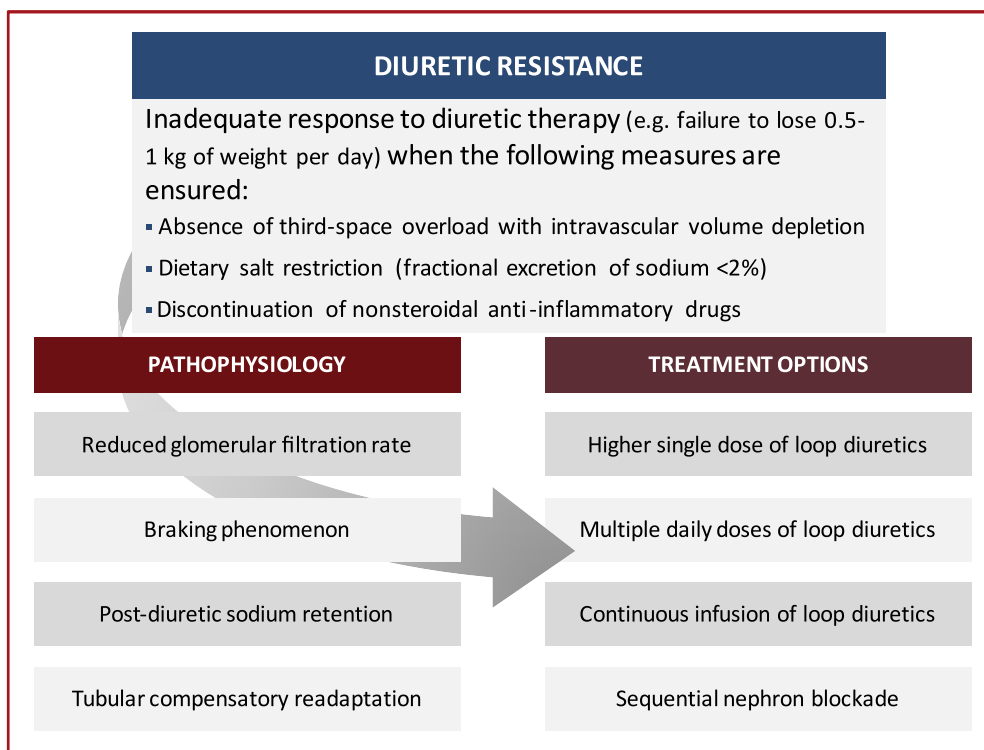 DIURETIC RESISTANCE
Inadequate response to diuretic therapy (e.g. failure to lose 0.5-
1 kg of weight per day) when the following measures are
ensured:
▪ Absence of third-space overload with intravascular volume depletion
▪ Dietary salt restriction (fractional excretion of sodium <2%)
▪ Discontinuation of nonsteroidal anti-inflammatory drugs
PATHOPHYSIOLOGY
Reduced glomerular filtration rate
Braking phenomenon
Post-diuretic sodium retention
Tubular compensatory readaptation
TREATMENT OPTIONS
Higher single dose of loop diuretics
Multiple daily doses of loop diuretics
Continuous infusion of loop diuretics
Sequential nephron blockade